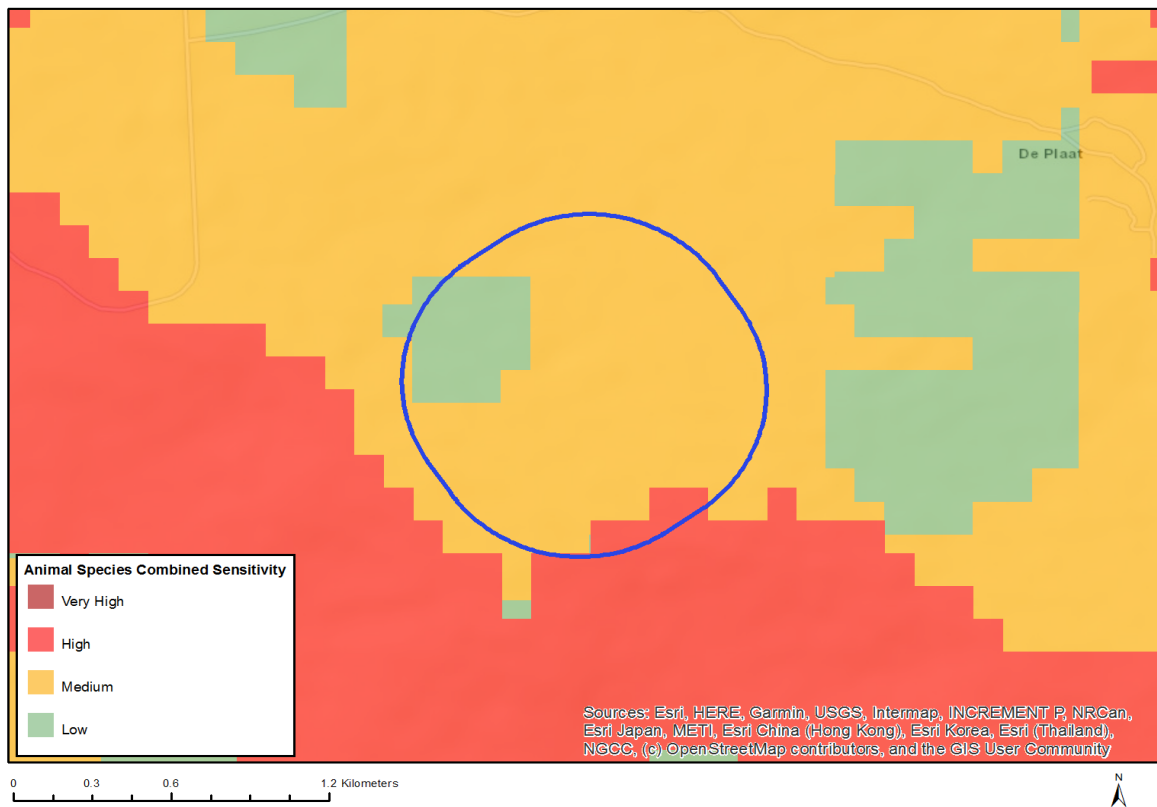 De Plaat
Animal Species Combined Sensitivity
Very High
High
Medium
Low
Sources: Esri, HERE, Garmin, USGS, Intermap, INCREMENT P, NRCan,
Esri Japan, METI, Esri China (Hong Kong), Esri Korea, Esri (Thailand),
NGCC, (c) OpenStreetMap contributors, and the GIS User Community
0 0.3 0.6 1.2 Kilometers
N